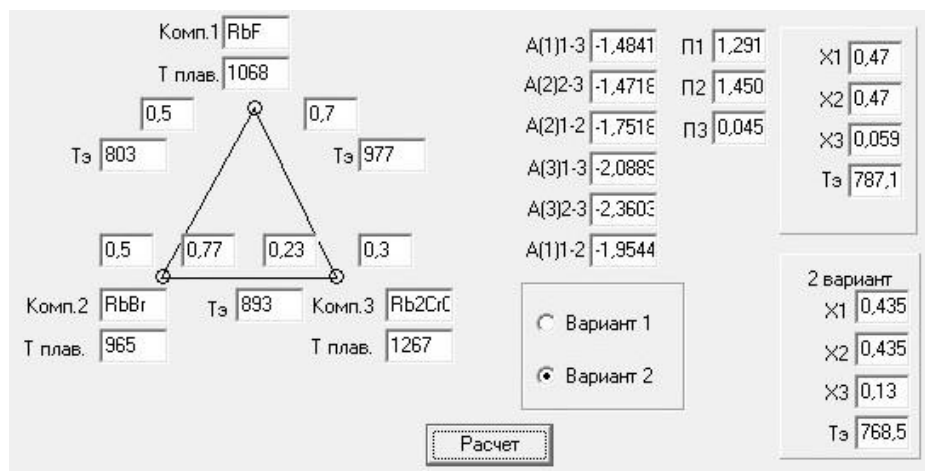 Комп.1 RbF
Т плав. 1068
0,5 0,7
Тэ 803 Тэ 977
0,5 0,77 0,23 0,3
Комп.2 RbBr Тэ 893 Комп.3 Rb2CrC
Т плав. 965 Т плав. 1267
А(1)1-3 -1,4841 П1 1,291
А(2)2-3 -1,4718 П2 1,450
А(2)1-2 -1,7518 П3 0,045
А(3)1-3 -2,0889
А(3)2-3 -2,3603
А(1)1-2 -1,9544
Вариант 1
Вариант 2
Расчет
X1 0,47
X2 0,47
X3 0,059
Тэ 787,1
2 вариант
X1 0,435
X2 0,435
X3 0,13
Тэ 768,5